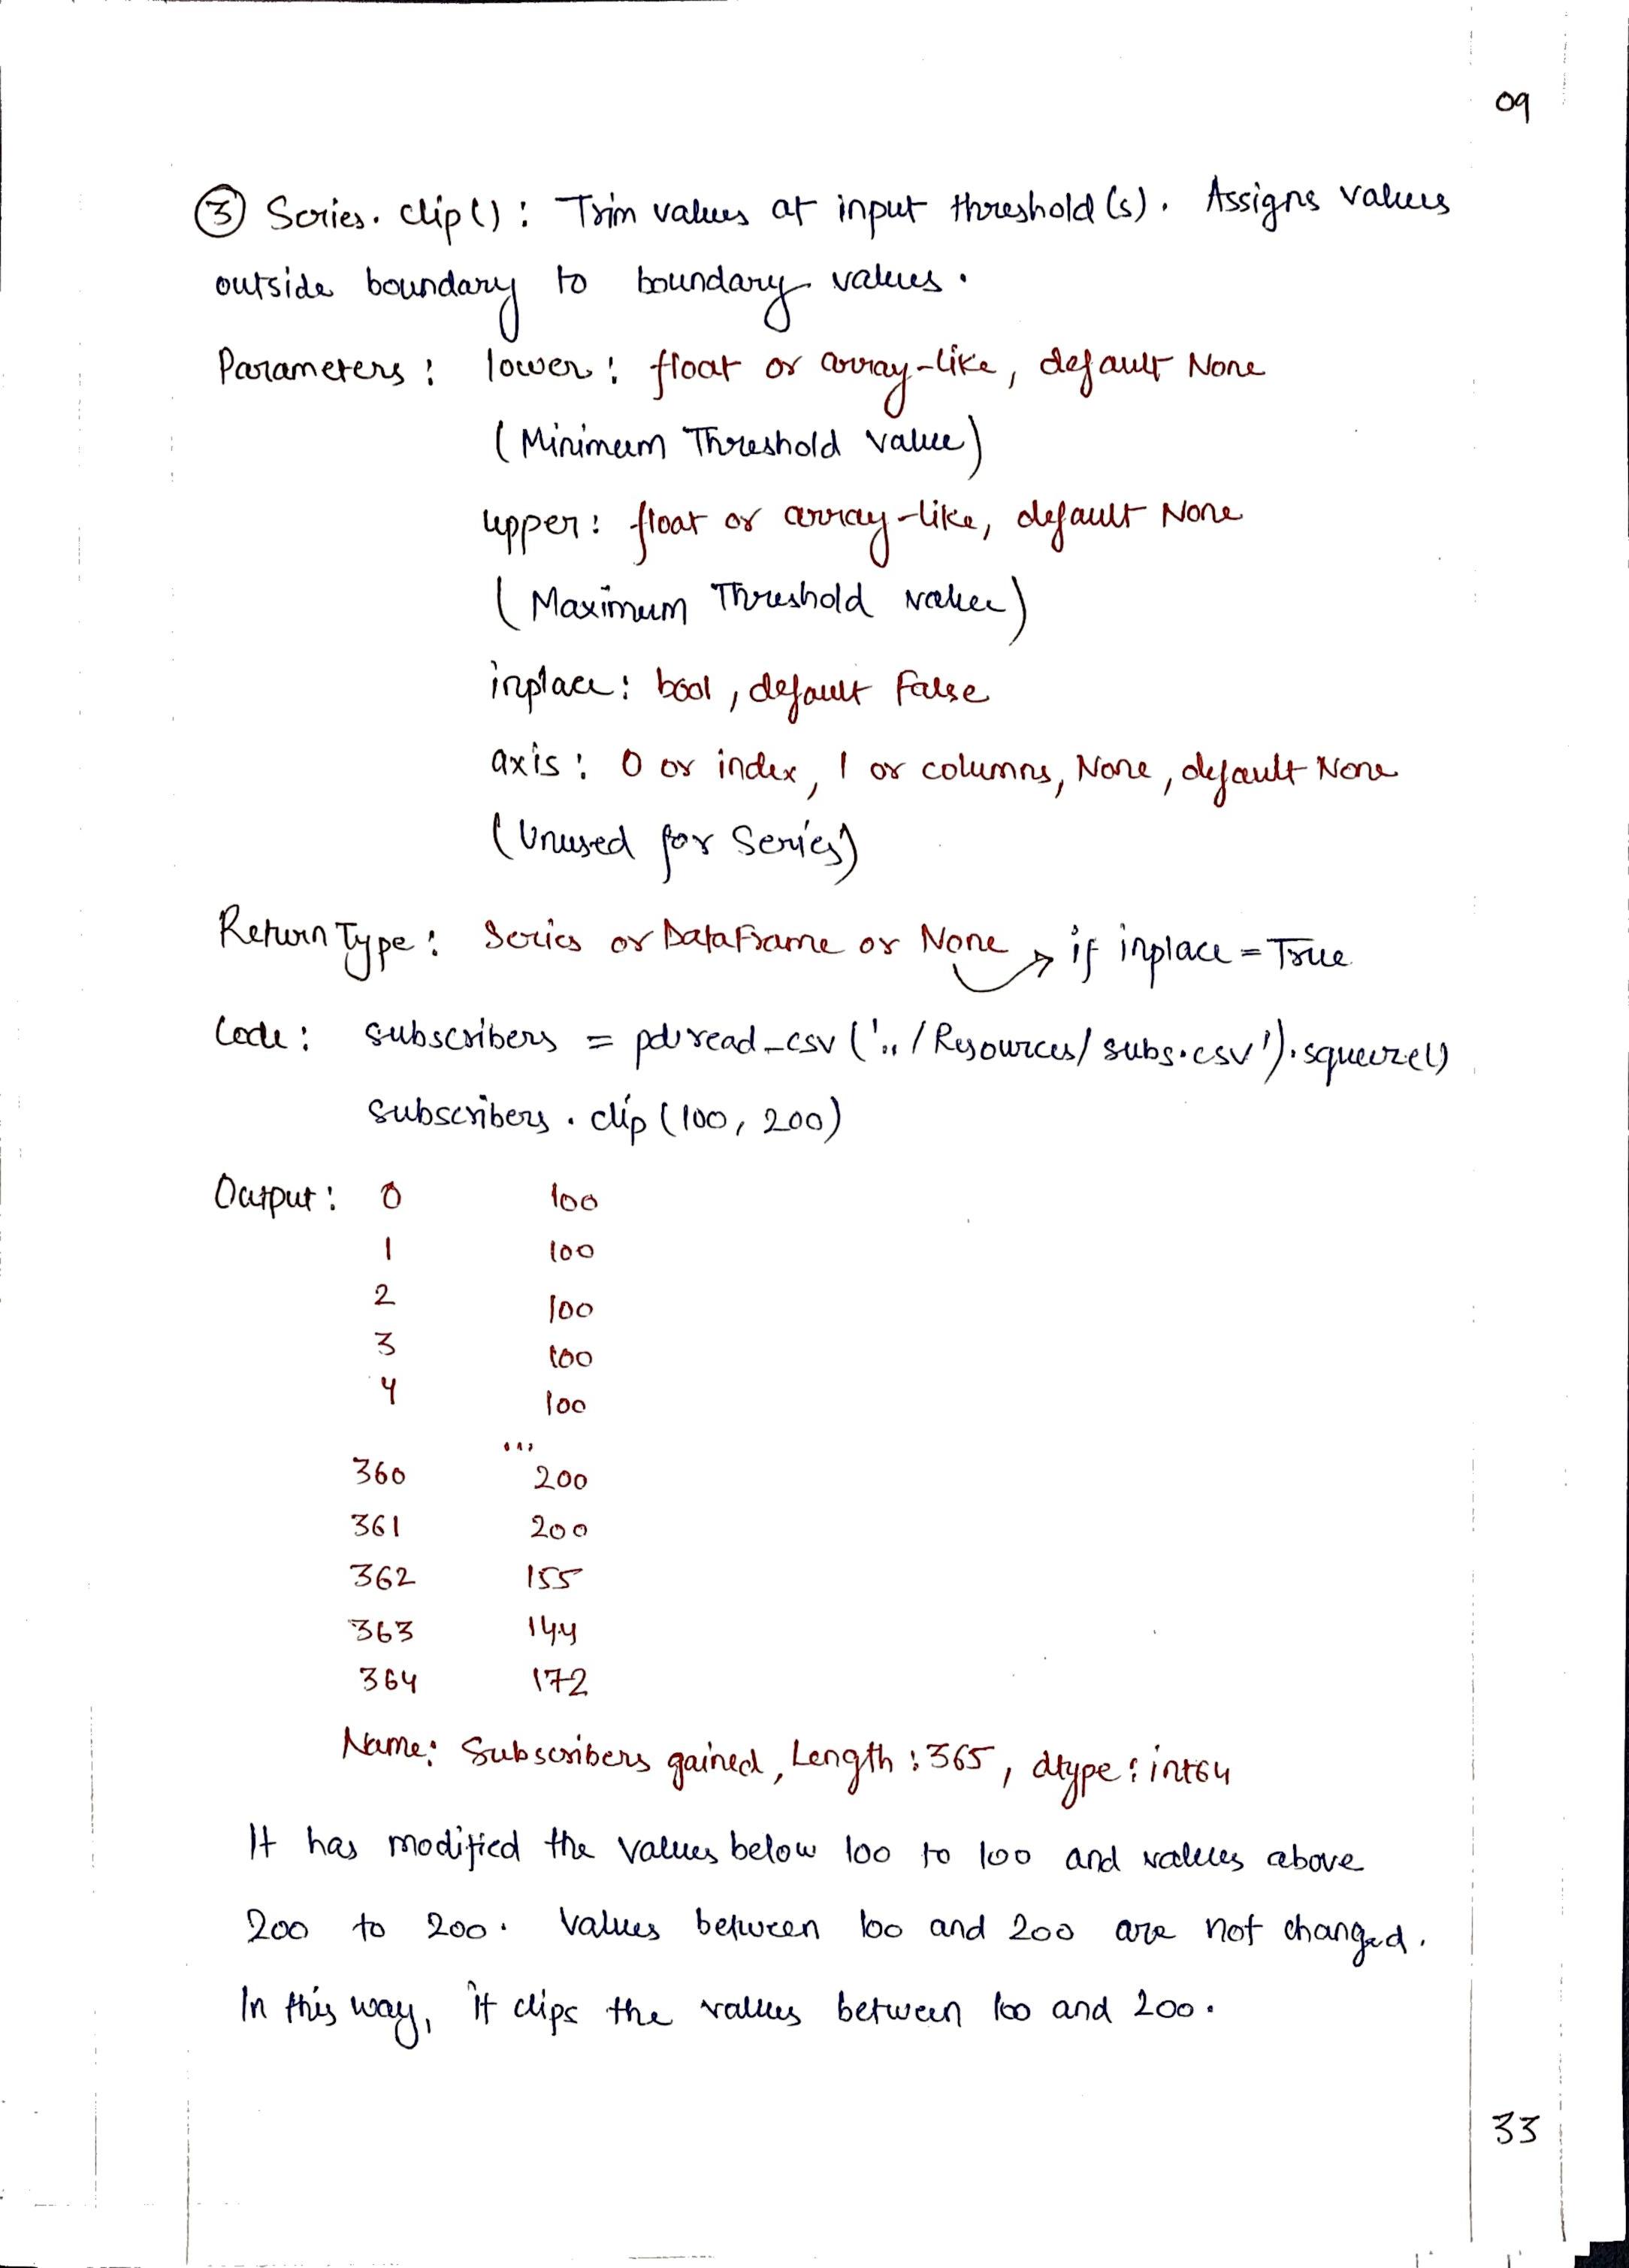 09
③ Series.clip(): Trim values at input threshold(s). Assigns values
outside boundary to boundary values.
Parameters: lower: float or array-like, default None
(Minimum Threshold value)
upper: float or array-like, default None
(Maximum Threshold value)
inplace: bool, default False
axis: 0 or index, 1 or columns, None, default None
(Unused for Series)
Return Type: Series or DataFrame or None → if inplace = True
Code: subscribers = pd.read_csv('../Resources/subs.csv').squeeze()
subscribers.clip(100, 200)
Output: 0 100
1 100
2 100
3 100
4 100
...
360 200
361 200
362 155
363 144
364 172
Name: Subscribers gained, Length: 365, dtype: int64
It has modified the values below 100 to 100 and values above
200 to 200. Values between 100 and 200 are not changed.
In this way, it clips the values between 100 and 200.
33